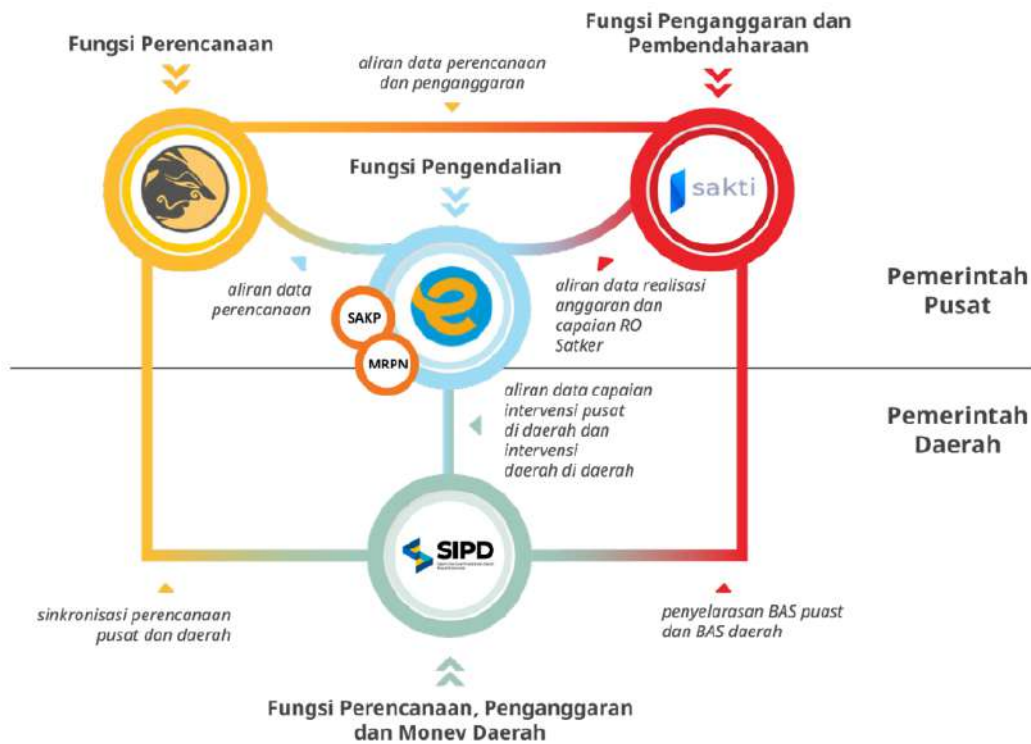 Fungsi Perencanaan
aliran data perencanaan
dan penganggaran
Fungsi Penganggaran dan
Pembendaharaan
Fungsi Pengendalian
sakti
aliran data
perencanaan
SAKP
MRPN
aliran data realisasi
anggaran dan
capaian RO
Satker
Pemerintah
Pusat
aliran data capaian
intervensi pusat
di daerah dan
intervensi
daerah di daerah
Pemerintah
Daerah
SIPD
sinkronisasi perencanaan
pusat dan daerah
penyelarasan BAS puast
dan BAS daerah
Fungsi Perencanaan, Penganggaran
dan Monev Daerah